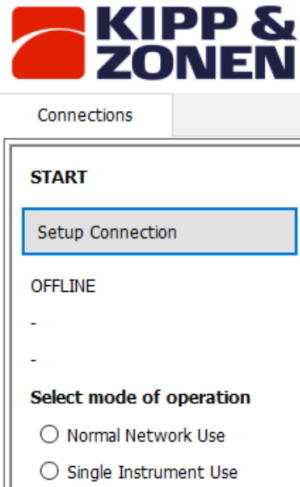 KIPP &
ZONEN
Connections
START
Setup Connection
OFFLINE
-
-
Select mode of operation
Normal Network Use
Single Instrument Use